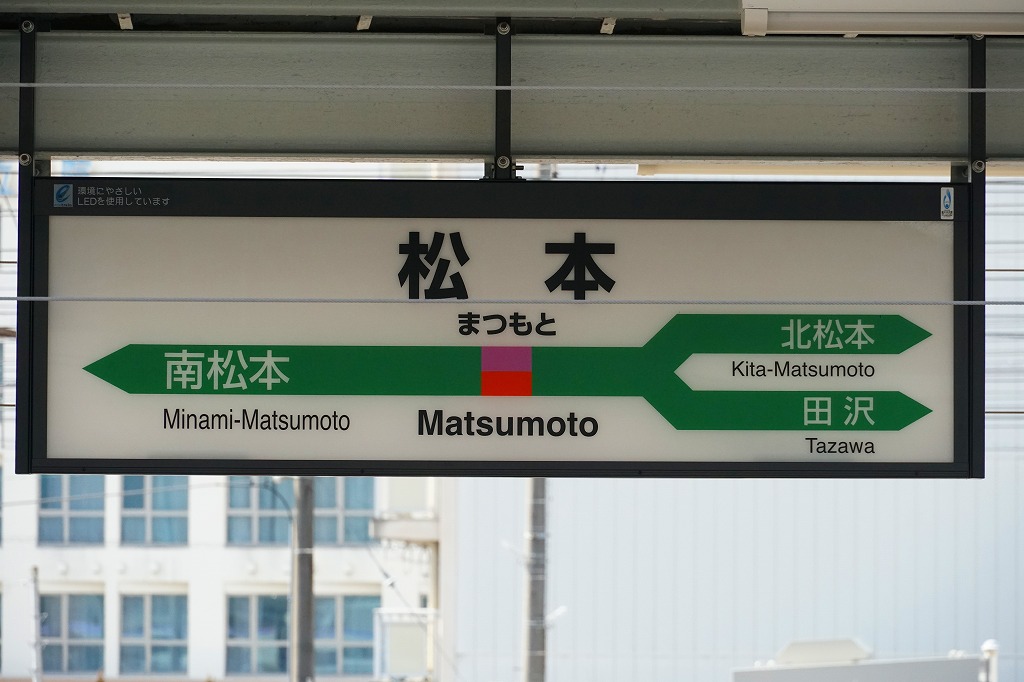 環境にやさしい
LEDを使用しています
松本
まつもと
南松本
北松本
Kita-Matsumoto
Minami-Matsumoto
Matsumoto
田沢
Tazawa